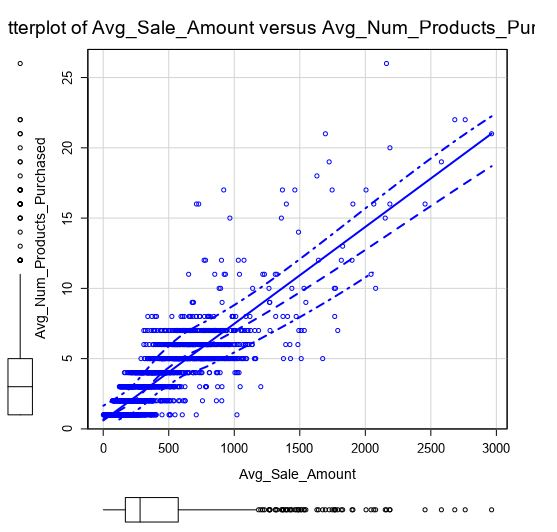 tterplot of Avg_Sale_Amount versus Avg_Num_Products_Pur
25
20
15
10
5
0
Avg_Num_Products_Purchased
0 500 1000 1500 2000 2500 3000
Avg_Sale_Amount